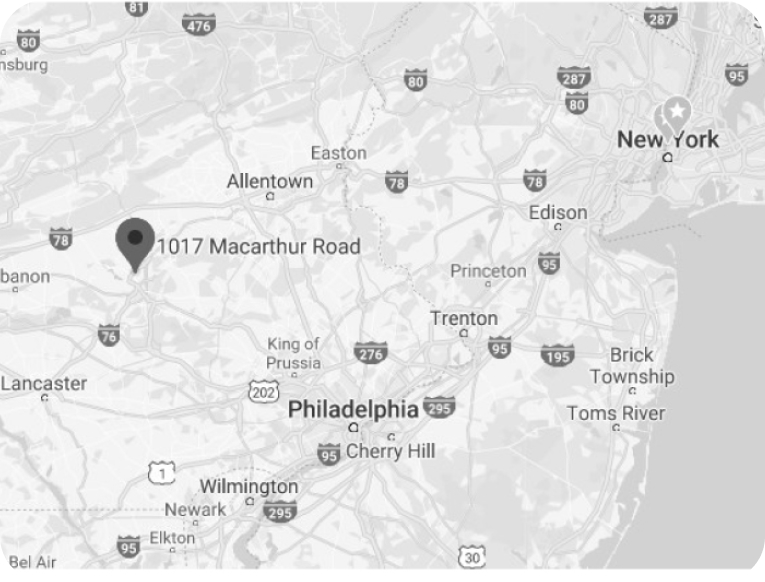 81
476
287
80
nsburg
80
287
95
80
New York
Easton
Allentown
78
78
Edison
78
1017 Macarthur Road
95
banon
Princeton
Trenton
76
King of
Prussia
276
95
195
Brick
Township
Lancaster
202
Philadelphia
295
Toms River
95
Cherry Hill
1
Wilmington
Newark
295
Elkton
95
30
Bel Air